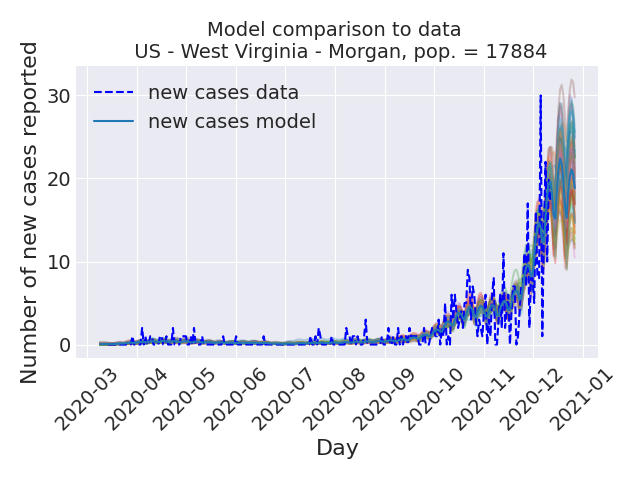 Model comparison to data
US - West Virginia - Morgan, pop. = 17884
Number of new cases reported
30
20
10
0
new cases data
new cases model
2020-03
2020-04
2020-05
2020-06
2020-07
2020-08
2020-09
2020-10
2020-11
2020-12
2021-01
Day